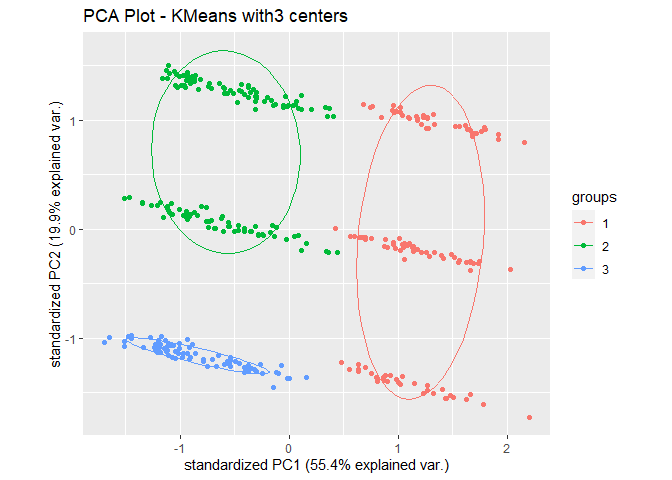 PCA Plot - KMeans with3 centers
standardized PC2 (19.9% explained var.)
1
0
-1
-1
0
1
2
standardized PC1 (55.4% explained var.)
groups
1
2
3